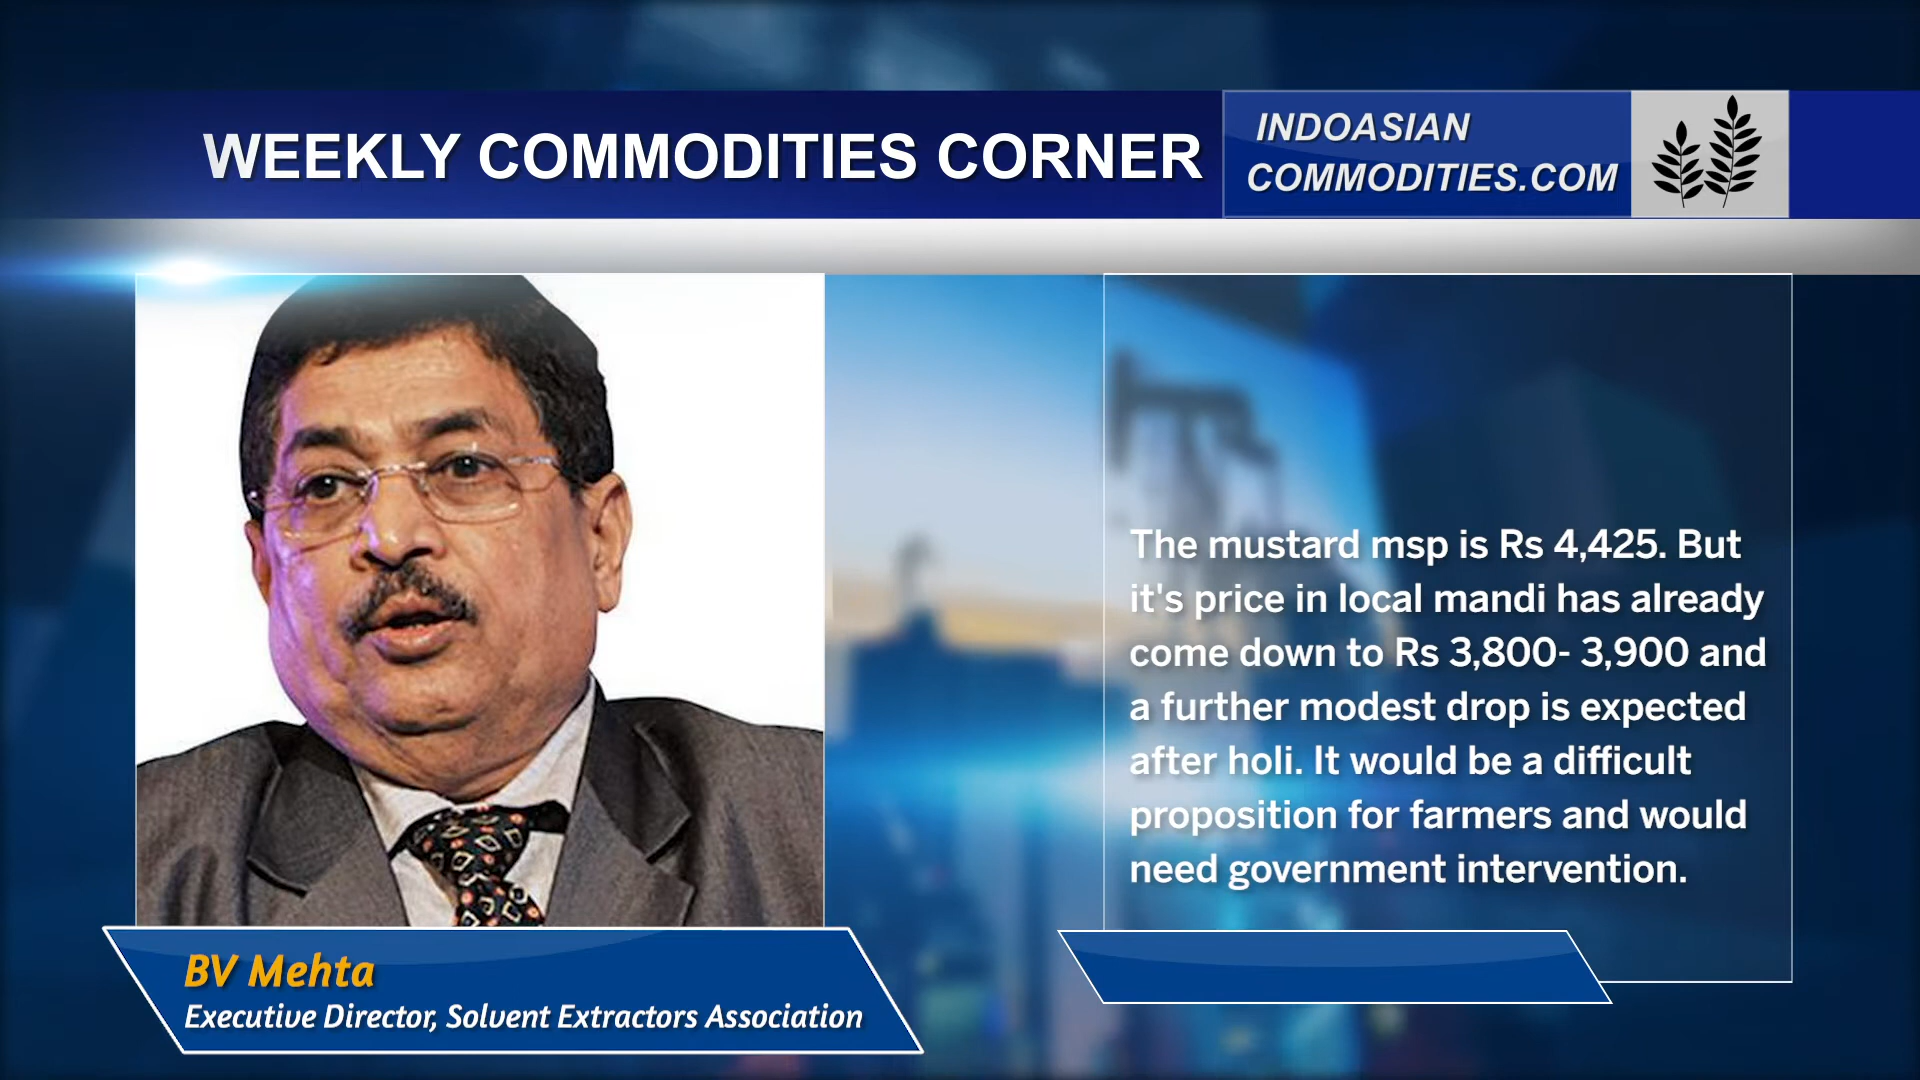 WEEKLY COMMODITIES CORNER
INDOASIAN
COMMODITIES.COM
The mustard msp is Rs 4,425. But
it's price in local mandi has already
come down to Rs 3,800- 3,900 and
a further modest drop is expected
after holi. It would be a difficult
proposition for farmers and would
need government intervention.
BV Mehta
Executive Director, Solvent Extractors Association